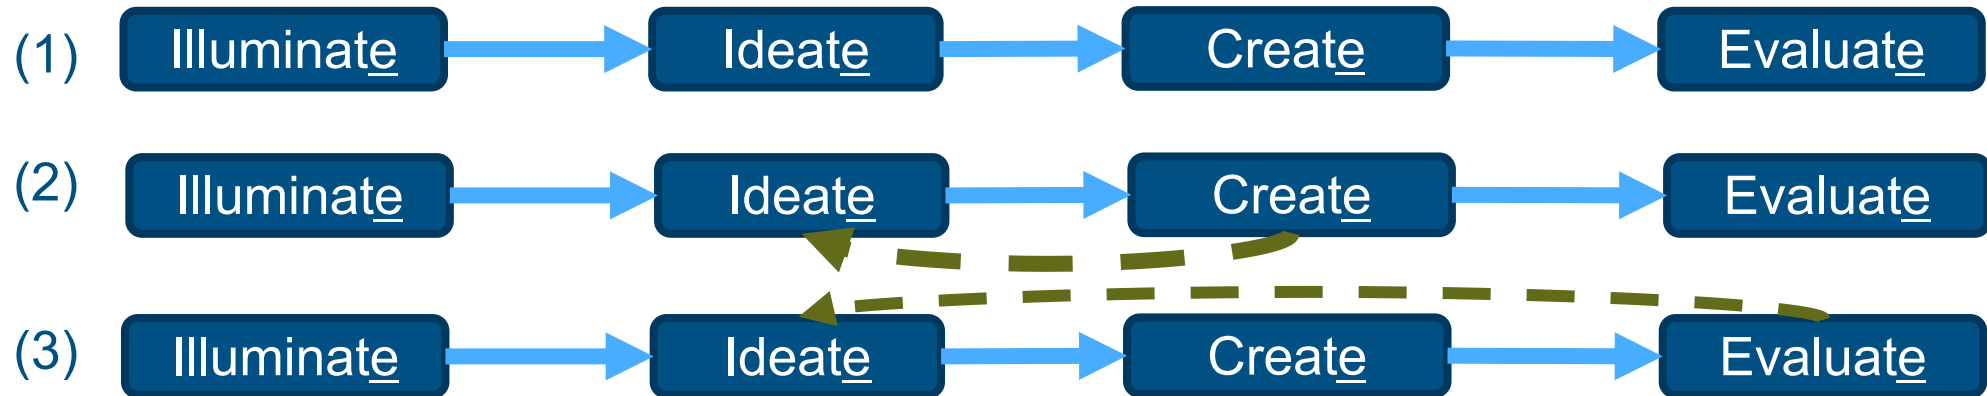 (1) Illuminate Ideate Create Evaluate
(2) Illuminate Ideate Create Evaluate
(3) Illuminate Ideate Create Evaluate